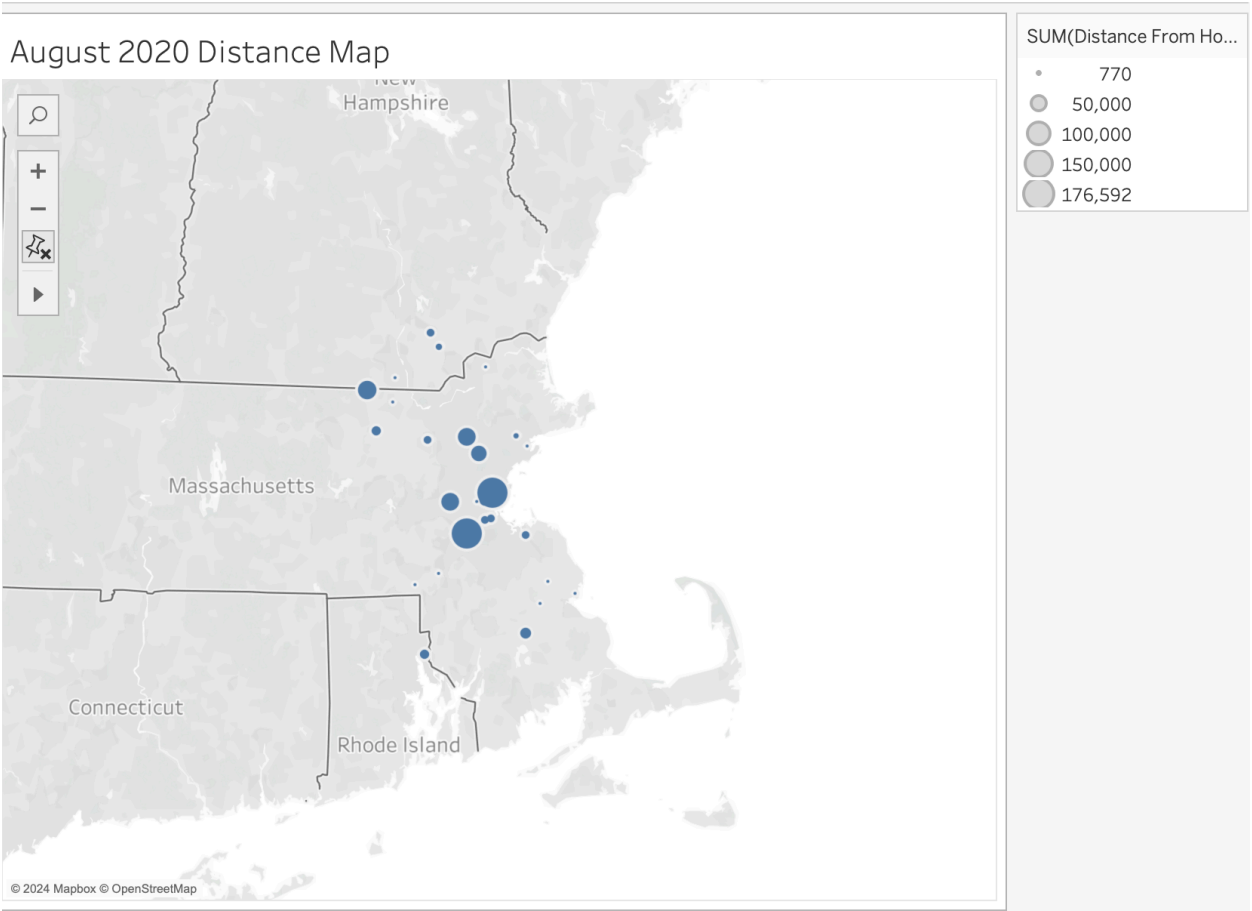 August 2020 Distance Map
New
Hampshire
Massachusetts
Connecticut
Rhode Island
© 2024 Mapbox © OpenStreetMap
SUM(Distance From Ho...
770
50,000
100,000
150,000
176,592